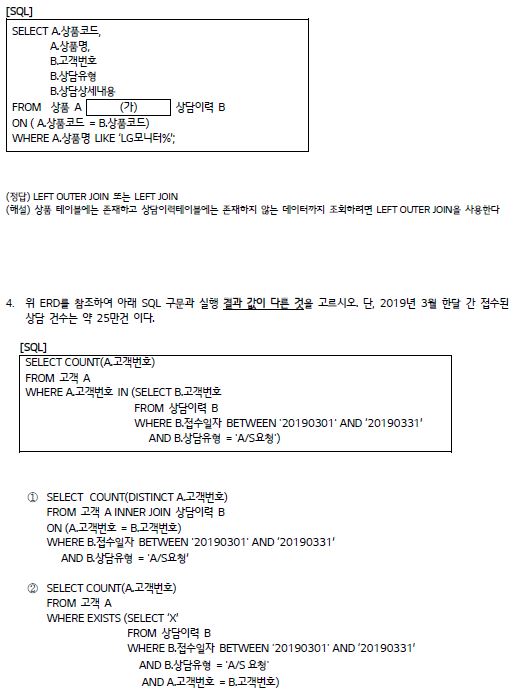 [SQL]
SELECT A.상품코드,
A.상품명,
B.고객번호
B.상담유형
B.상담상세내용
FROM 상품 A (가) 상담이력 B
ON ( A.상품코드 = B.상품코드)
WHERE A.상품명 LIKE ‘LG모니터%’;
(정답) LEFT OUTER JOIN 또는 LEFT JOIN
(해설) 상품 테이블에는 존재하고 상담이력테이블에는 존재하지 않는 데이터까지 조회하려면 LEFT OUTER JOIN을 사용한다
4. 위 ERD를 참조하여 아래 SQL 구문과 실행 결과 값이 다른 것을 고르시오. 단, 2019년 3월 한달 간 접수된
상담 건수는 약 25만건 이다.
[SQL]
SELECT COUNT(A.고객번호)
FROM 고객 A
WHERE A.고객번호 IN (SELECT B.고객번호
FROM 상담이력 B
WHERE B.접수일자 BETWEEN '20190301' AND ‘20190331’
AND B.상담유형 = 'A/S요청')
① SELECT COUNT(DISTINCT A.고객번호)
FROM 고객 A INNER JOIN 상담이력 B
ON (A.고객번호 = B.고객번호)
WHERE B.접수일자 BETWEEN '20190301' AND ‘20190331’
AND B.상담유형 = 'A/S요청’
② SELECT COUNT(A.고객번호)
FROM 고객 A
WHERE EXISTS (SELECT ‘X’
FROM 상담이력 B
WHERE B.접수일자 BETWEEN '20190301' AND ‘20190331’
AND B.상담유형 = 'A/S 요청'
AND A.고객번호 = B.고객번호)